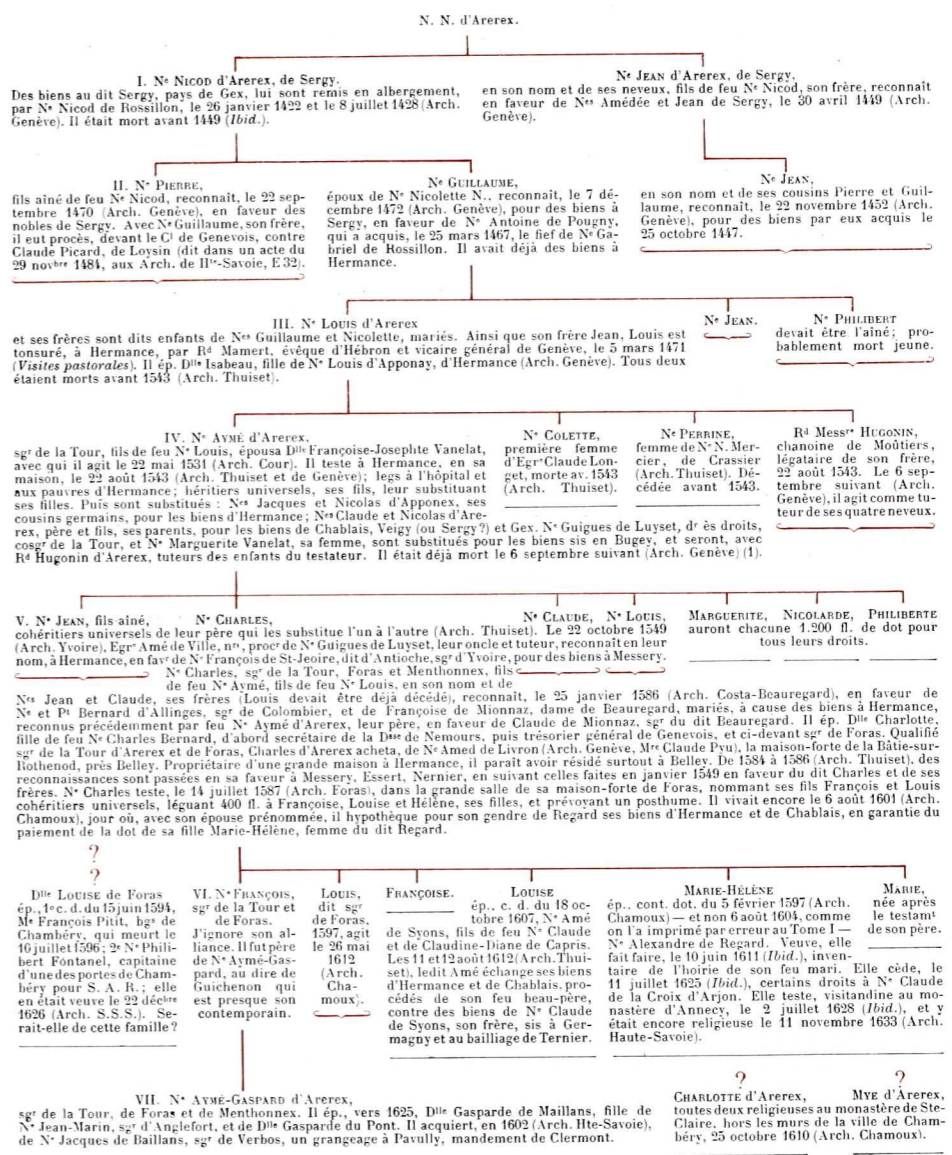 N. N. d'Arerex.
I. Nᵉ NICOD d'Arerex, de Sergy.
Des biens au dit Sergy, pays de Gex, lui sont remis en albergement,
par Nᵉ Nicod de Rossillon, le 26 janvier 1422 et le 8 juillet 1428 (Arch.
Genève). Il était mort avant 1449 (Ibid.).
Nᵉ JEAN d'Arerex, de Sergy,
en son nom et de ses neveux, fils de feu Nᵉ Nicod, son frère, reconnaît
en faveur de Nᵉˢ Amédée et Jean de Sergy, le 30 avril 1449 (Arch.
Genève).
II. Nᵉ PIERRE,
fils aîné de feu Nᵉ Nicod, reconnaît, le 22 sep-
tembre 1470 (Arch. Genève), en faveur des
nobles de Sergy. Avec Nᵉ Guillaume, son frère,
il eut procès, devant le Cˡ de Genevois, contre
Claude Picard, de Loysin (dit dans un acte du
29 novᵇʳᵉ 1484, aux Arch. de Hᵗᵉ-Savoie, E 32).
Nᵉ GUILLAUME,
époux de Nᵉ Nicolette N., reconnaît, le 7 dé-
cembre 1472 (Arch. Genève), pour des biens à
Sergy, en faveur de Nᵉ Antoine de Pougny,
qui a acquis, le 25 mars 1467, le fief de Nᵉ Ga-
briel de Rossillon. Il avait déjà des biens à
Hermance.
Nᵉ JEAN,
en son nom et de ses cousins Pierre et Guil-
laume, reconnaît, le 22 novembre 1452 (Arch.
Genève), pour des biens par eux acquis le
25 octobre 1447.
III. Nᵉ LOUIS d'Arerex
et ses frères sont dits enfants de Nᵉˢ Guillaume et Nicolette, mariés. Ainsi que son frère Jean, Louis est
tonsuré, à Hermance, par Rᵈ Mamert, évêque d'Hébron et vicaire général de Genève, le 5 mars 1471
(Visites pastorales). Il ép. Dˡˡᵉ Isabeau, fille de Nᵉ Louis d'Apponay, d'Hermance (Arch. Genève). Tous deux
étaient morts avant 1543 (Arch. Thuiset).
Nᵉ JEAN.
Nᵉ PHILIBERT
devait être l'aîné; pro-
bablement mort jeune.
IV. Nᵉ AYMÉ d'Arerex,
sgʳ de la Tour, fils de feu Nᵉ Louis, épousa Dˡˡᵉ Françoise-Josephte Vanelat,
avec qui il agit le 22 mai 1531 (Arch. Cour). Il teste à Hermance, en sa
maison, le 22 août 1543 (Arch. Thuiset et de Genève); legs à l'hôpital et
aux pauvres d'Hermance; héritiers universels, ses fils, leur substituant
ses filles. Puis sont substitués : Nᵉˢ Jacques et Nicolas d'Apponex, ses
cousins germains, pour les biens d'Hermance; Nᵉˢ Claude et Nicolas d'Are-
rex, père et fils, ses parents, pour les biens de Chablais, Veigy (ou Sergy?) et Gex. Nᵉ Guigues de Luyset, dʳ ès droits,
cosgʳ de la Tour, et Nᵉ Marguerite Vanelat, sa femme, sont substitués pour les biens sis en Bugey, et seront, avec
Rᵈ Hugonin d'Arerex, tuteurs des enfants du testateur. Il était déjà mort le 6 septembre suivant (Arch. Genève) (1).
Nᵉ COLETTE,
première femme
d'Egrᵉ Claude Lon-
get, morte av. 1543
(Arch. Thuiset).
Nᵉ PERRINE,
femme de Nᵉ N. Mer-
cier, de Crassier
(Arch. Thuiset). Dé-
cédée avant 1543.
Rᵈ Messʳᵉ HUGONIN,
chanoine de Moûtiers,
légataire de son frère,
22 août 1543. Le 6 sep-
tembre suivant (Arch.
Genève), il agit comme tu-
teur de ses quatre neveux.
V. Nᵉ JEAN, fils aîné, Nᵉ CHARLES, Nᵉ CLAUDE, Nᵉ LOUIS,
cohéritiers universels de leur père qui les substitue l'un à l'autre (Arch. Thuiset). Le 22 octobre 1549
(Arch. Yvoire), Egrᵉ Amé de Ville, nʳᵉ, procʳ de Nᵉ Guigues de Luyset, leur oncle et tuteur, reconnaît en leur
nom, à Hermance, en favʳ de Nᵉ François de St-Jeoire, dit d'Antioche, sgʳ d'Yvoire, pour des biens à Messery.
MARGUERITE, NICOLARDE, PHILIBERTE
auront chacune 1.200 fl. de dot pour
tous leurs droits.
Nᵉ Charles, sgʳ de la Tour, Foras et Menthonnex, fils
de feu Nᵉ Aymé, fils de feu Nᵉ Louis, en son nom et de
Nᵉˢ Jean et Claude, ses frères (Louis devait être déjà décédé), reconnaît, le 25 janvier 1586 (Arch. Costa-Beauregard), en faveur de
Nᵉ et Pᵗ Bernard d'Allinges, sgʳ de Colombier, et de Françoise de Mionnaz, dame de Beauregard, mariés, à cause des biens à Hermance,
reconnus précédemment par feu Nᵉ Aymé d'Arerex, leur père, en faveur de Claude de Mionnaz, sgʳ du dit Beauregard. Il ép. Dˡˡᵉ Charlotte,
fille de feu Nᵉ Charles Bernard, d'abord secrétaire de la Dˢˢᵉ de Nemours, puis trésorier général de Genevois, et ci-devant sgʳ de Foras. Qualifié
sgʳ de la Tour d'Arerex et de Foras, Charles d'Arerex acheta, de Nᵉ Amed de Livron (Arch. Genève, Mʳᵉ Claude Pyu), la maison-forte de la Bâtie-sur-
Rothenod, près Belley. Propriétaire d'une grande maison à Hermance, il paraît avoir résidé surtout à Belley. De 1584 à 1586 (Arch. Thuiset), des
reconnaissances sont passées en sa faveur à Messery, Essert, Nernier, en suivant celles faites en janvier 1549 en faveur du dit Charles et de ses
frères. Nᵉ Charles teste, le 14 juillet 1587 (Arch. Foras), dans la grande salle de sa maison-forte de Foras, nommant ses fils François et Louis
cohéritiers universels, léguant 400 fl. à Françoise, Louise et Hélène, ses filles, et prévoyant un posthume. Il vivait encore le 6 août 1601 (Arch.
Chamoux), jour où, avec son épouse prénommée, il hypothèque pour son gendre de Regard ses biens d'Hermance et de Chablais, en garantie du
paiement de la dot de sa fille Marie-Hélène, femme du dit Regard.
?
?
Dˡˡᵉ LOUISE de Foras
ép., 1º c. d. du 15 juin 1594,
Mᵉ François Pitit, bgˢ de
Chambéry, qui meurt le
16 juillet 1596; 2º Nᵉ Phili-
bert Fontanel, capitaine
d'une des portes de Cham-
béry pour S. A. R.; elle
en était veuve le 22 décᵇʳᵉ
1626 (Arch. S.S.S.). Se-
rait-elle de cette famille?
VI. Nᵉ FRANÇOIS,
sgʳ de la Tour et
de Foras.
J'ignore son al-
liance. Il fut père
de Nᵉ Aymé-Gas-
pard, au dire de
Guichenon qui
est presque son
contemporain.
LOUIS,
dit sgʳ
de Foras,
1597, agit
le 26 mai
1612
(Arch.
Cha-
moux).
FRANÇOISE.
LOUISE
ép., c. d. du 18 oc-
tobre 1607, Nᵉ Amé
de Syons, fils de feu Nᵉ Claude
et de Claudine-Diane de Capris.
Les 11 et 12 août 1612 (Arch. Thui-
set), ledit Amé échange ses biens
d'Hermance et de Chablais, pro-
cédés de son feu beau-père,
contre des biens de Nᵉ Claude
de Syons, son frère, sis à Ger-
magny et au bailliage de Ternier.
MARIE-HÉLÈNE
ép., cont. dot. du 5 février 1597 (Arch.
Chamoux) — et non 6 août 1604, comme
on l'a imprimé par erreur au Tome I —
Nᵉ Alexandre de Regard. Veuve, elle
fait faire, le 10 juin 1611 (Ibid.), inven-
taire de l'hoirie de son feu mari. Elle cède, le
11 juillet 1625 (Ibid.), certains droits à Nᵉ Claude
de la Croix d'Arjon. Elle teste, visitandine au mo-
nastère d'Annecy, le 2 juillet 1628 (Ibid.), et y
était encore religieuse le 11 novembre 1633 (Arch.
Haute-Savoie).
MARIE,
née après
le testamᵗ
de son père.
VII. Nᵉ AYMÉ-GASPARD d'Arerex,
sgʳ de la Tour, de Foras et de Menthonnex. Il ép., vers 1625, Dˡˡᵉ Gasparde de Maillans, fille de
Nᵉ Jean-Marin, sgʳ d'Anglefort, et de Dˡˡᵉ Gasparde du Pont. Il acquiert, en 1602 (Arch. Hte-Savoie),
de Nᵉ Jacques de Baillans, sgʳ de Verbos, un grangeage à Pavully, mandement de Clermont.
? ?
CHARLOTTE d'Arerex, MYE d'Arerex,
toutes deux religieuses au monastère de Ste-
Claire, hors les murs de la ville de Cham-
béry, 25 octobre 1610 (Arch. Chamoux).